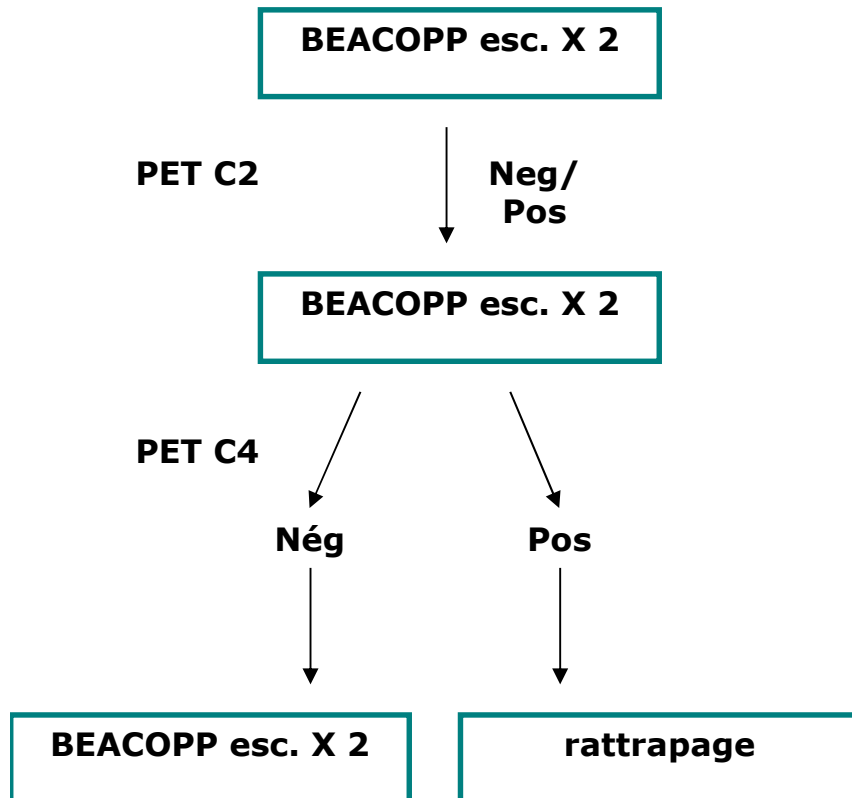 BEACOPP esc. X 2
PET C2
Neg/
Pos
BEACOPP esc. X 2
PET C4
Nég
Pos
BEACOPP esc. X 2
rattrapage